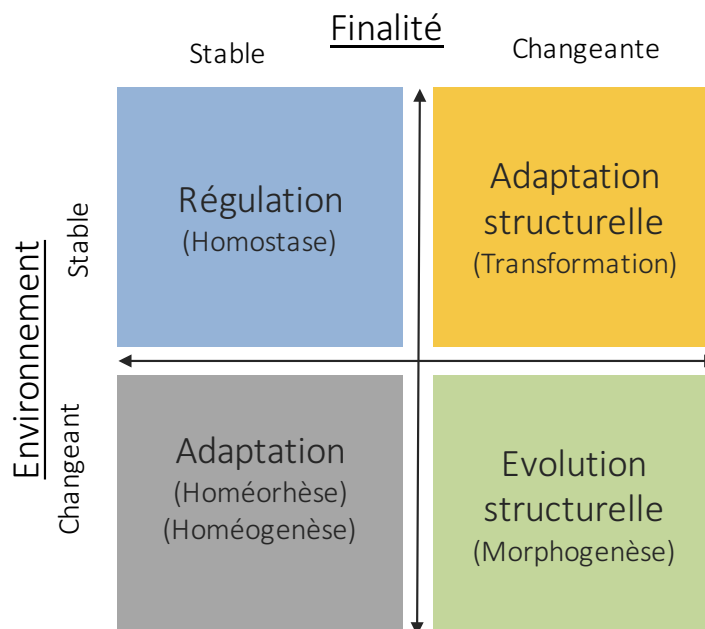 Finalité
Stable
Changeante
Environnement
Stable
Régulation
(Homostase)
Adaptation
structurelle
(Transformation)
Changeant
Adaptation
(Homéorhèse)
(Homéogenèse)
Evolution
structurelle
(Morphogenèse)